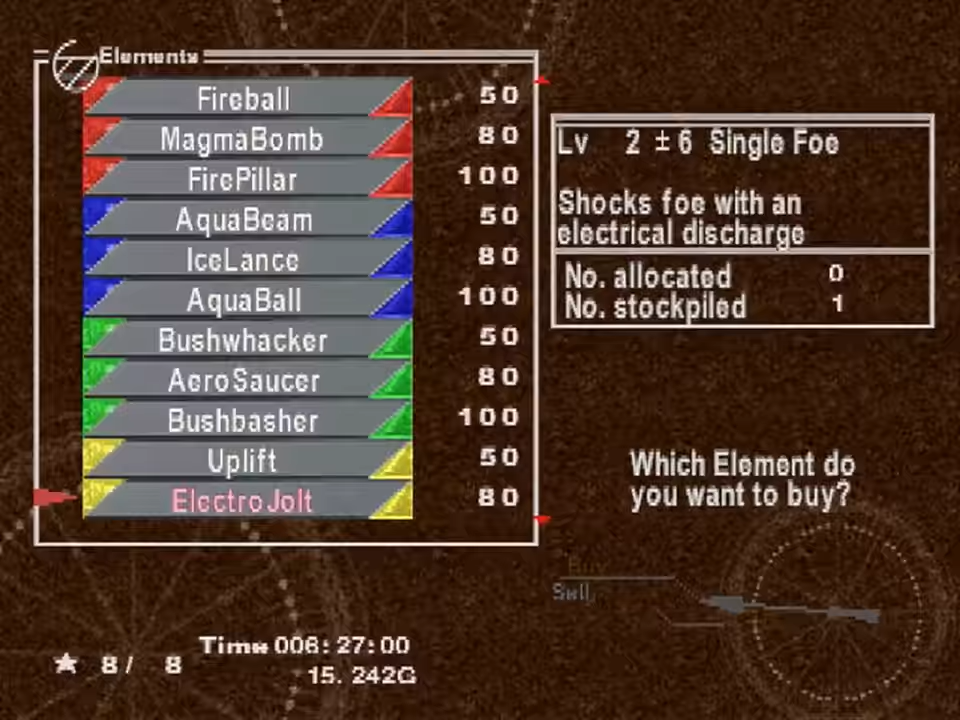 Elements
Fireball 50
MagmaBomb 80
FirePillar 100
AquaBeam 50
IceLance 80
AquaBall 100
Bushwhacker 50
AeroSaucer 80
Bushbasher 100
Uplift 50
ElectroJolt 80
Lv 2 ± 6 Single Foe
Shocks foe with an
electrical discharge
No. allocated 0
No. stockpiled 1
Which Element do
you want to buy?
Buy
Sell
Time 006:27:00
★ 8/ 8
15. 242G